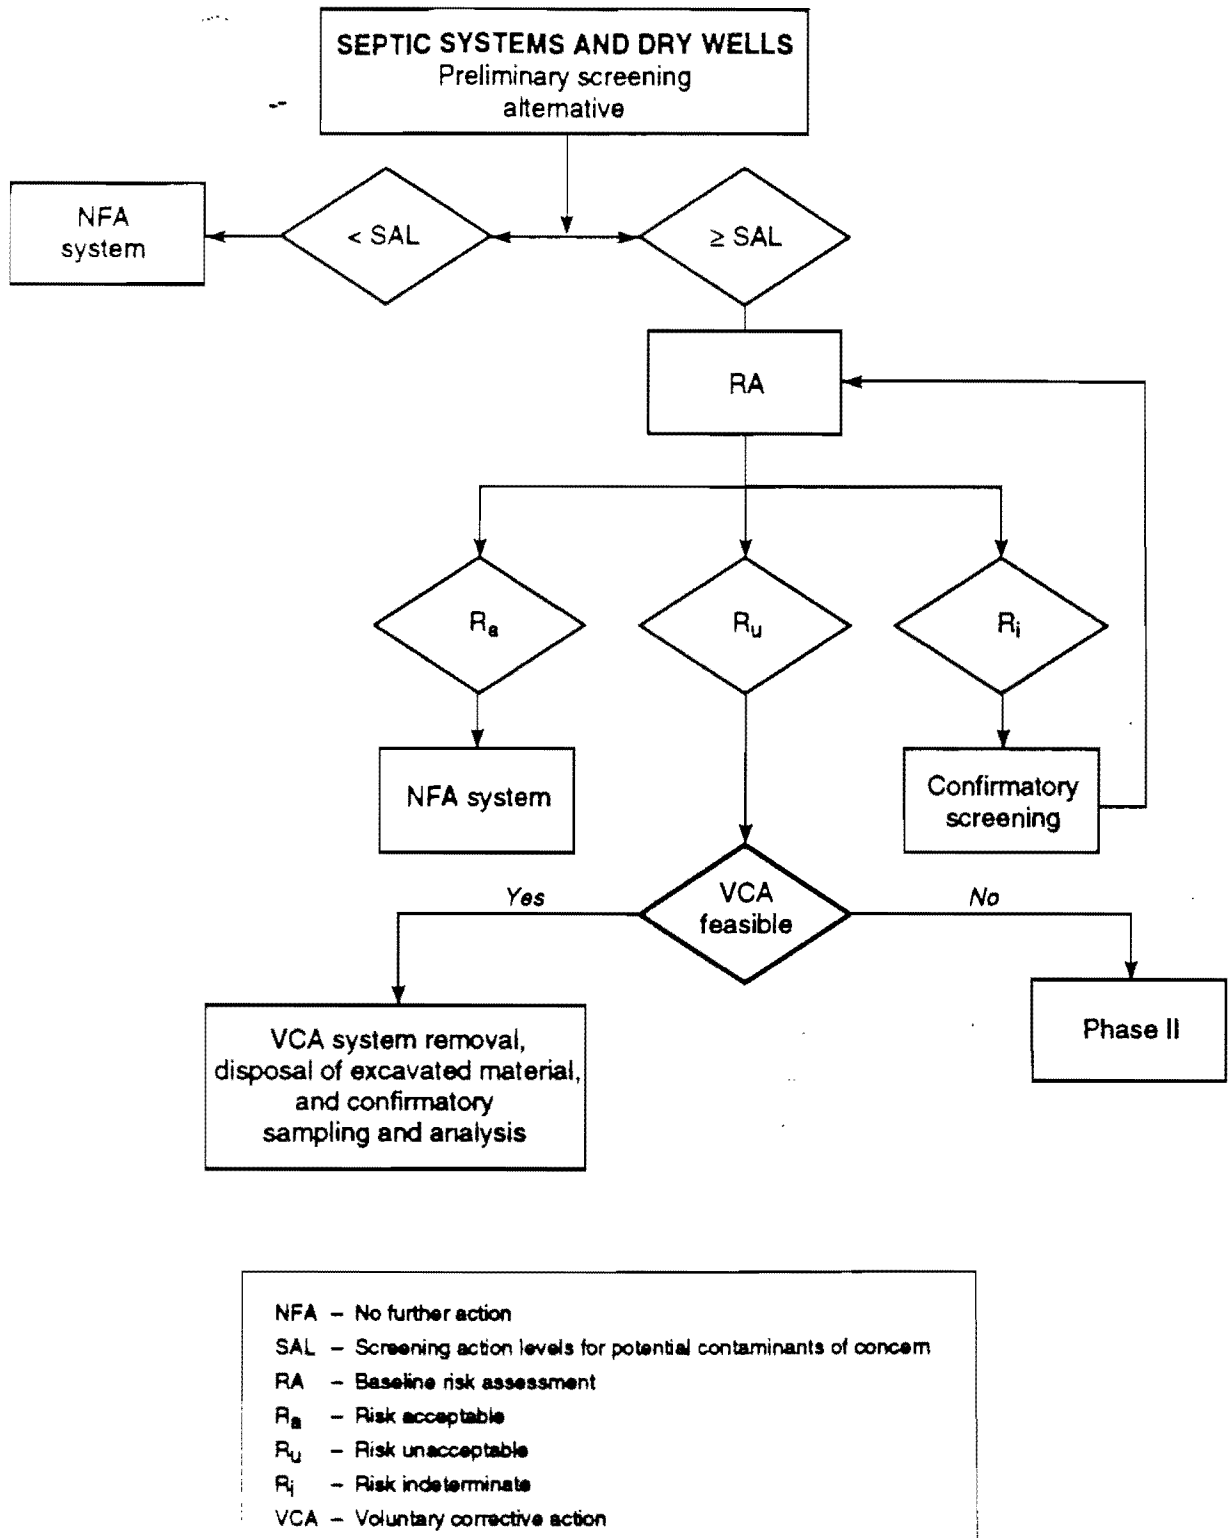 SEPTIC SYSTEMS AND DRY WELLS
Preliminary screening
alternative
NFA
system
< SAL
≥ SAL
RA
Rₐ
Rᵤ
Rᵢ
NFA system
Confirmatory
screening
VCA
feasible
Yes
No
VCA system removal,
disposal of excavated material,
and confirmatory
sampling and analysis
Phase II
NFA – No further action
SAL – Screening action levels for potential contaminants of concern
RA – Baseline risk assessment
Rₐ – Risk acceptable
Rᵤ – Risk unacceptable
Rᵢ – Risk indeterminate
VCA – Voluntary corrective action